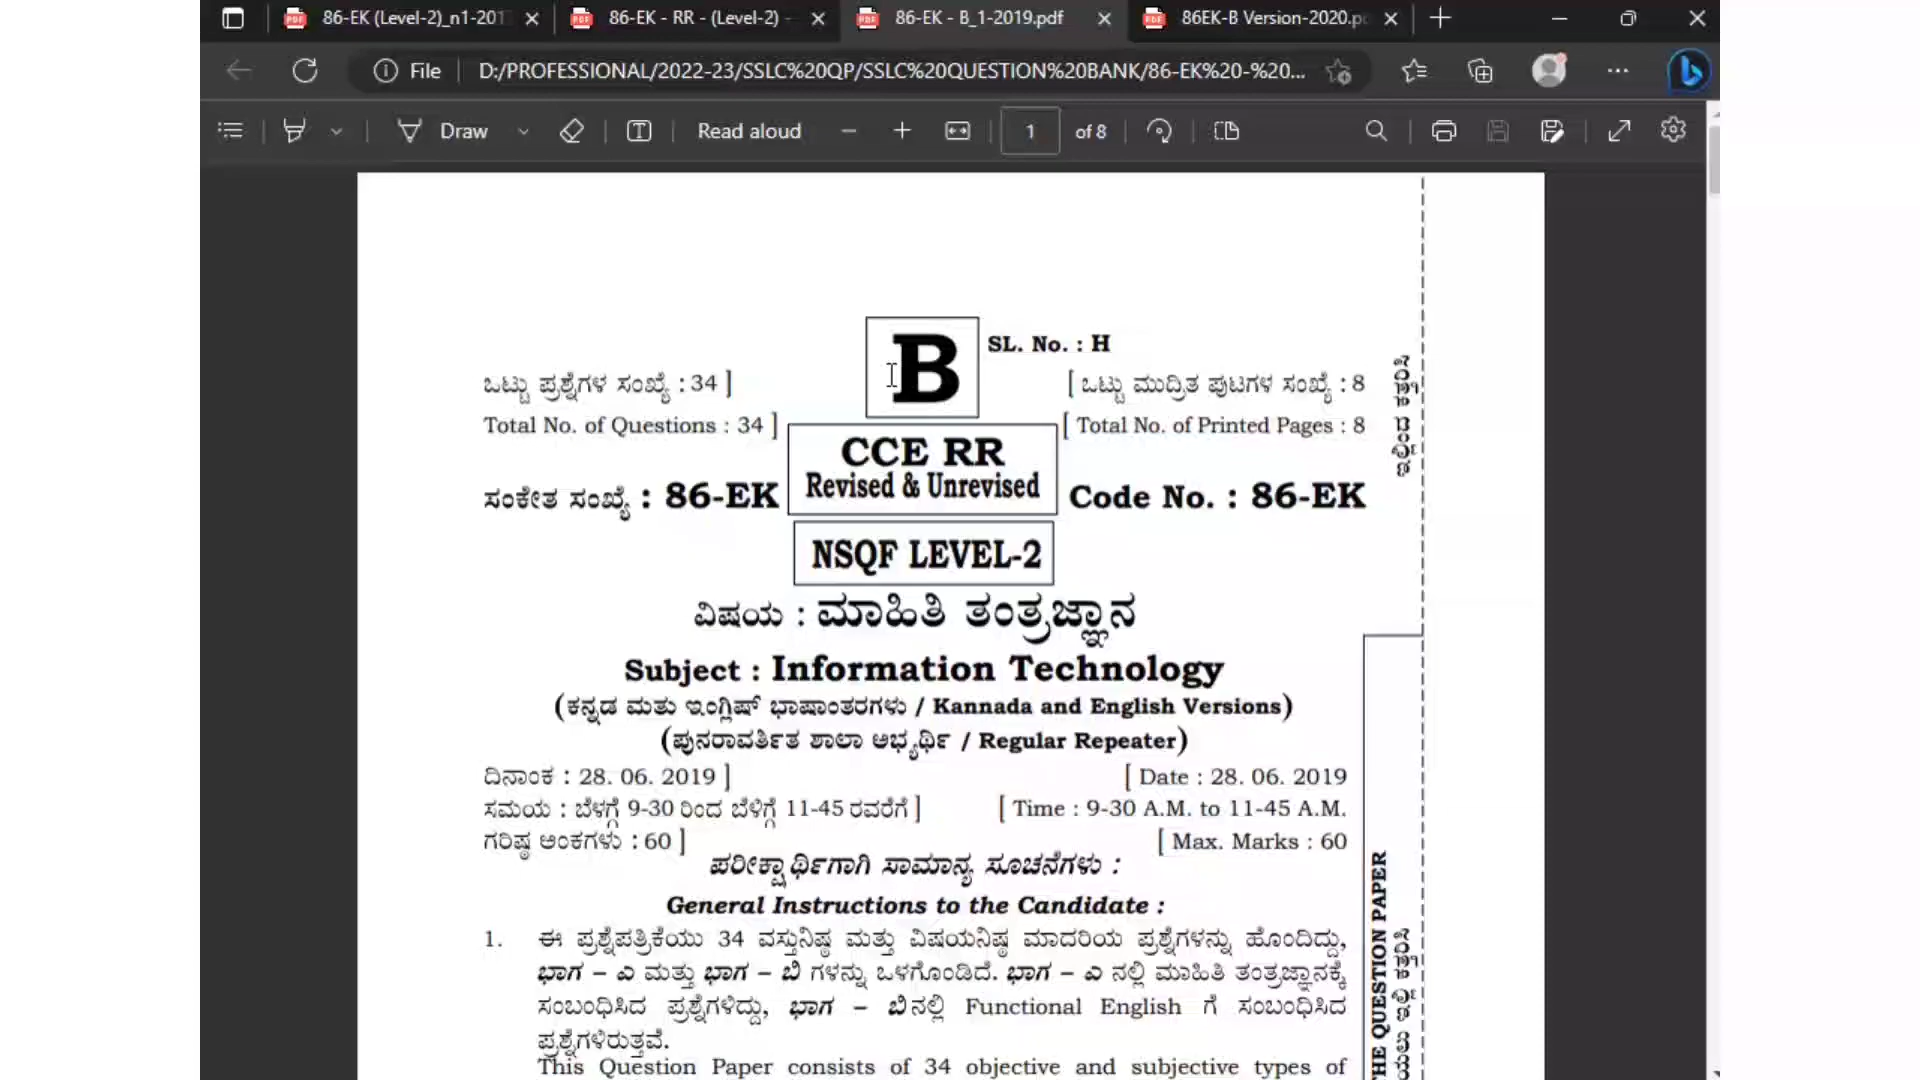 86-EK (Level-2)_n1-201
86-EK - RR - (Level-2) -
86-EK - B_1-2019.pdf
86EK-B Version-2020.p
File
D:/PROFESSIONAL/2022-23/SSLC%20QP/SSLC%20QUESTION%20BANK/86-EK%20-%20...
Draw
Read aloud
1 of 8
B
SL. No. : H
ಒಟ್ಟು ಪ್ರಶ್ನೆಗಳ ಸಂಖ್ಯೆ : 34 ]
[ ಒಟ್ಟು ಮುದ್ರಿತ ಪುಟಗಳ ಸಂಖ್ಯೆ : 8
Total No. of Questions : 34 ]
[ Total No. of Printed Pages : 8
CCE RR
Revised & Unrevised
ಸಂಕೇತ ಸಂಖ್ಯೆ : 86-EK
Code No. : 86-EK
NSQF LEVEL-2
ವಿಷಯ : ಮಾಹಿತಿ ತಂತ್ರಜ್ಞಾನ
Subject : Information Technology
(ಕನ್ನಡ ಮತು ಇಂಗ್ಲಿಷ್ ಭಾಷಾಂತರಗಳು / Kannada and English Versions)
(ಪುನರಾವರ್ತಿತ ಶಾಲಾ ಅಭ್ಯರ್ಥಿ / Regular Repeater)
ದಿನಾಂಕ : 28. 06. 2019 ]
[ Date : 28. 06. 2019
ಸಮಯ : ಬೆಳಗ್ಗೆ 9-30 ರಿಂದ ಬೆಳಿಗ್ಗೆ 11-45 ರವರೆಗೆ ]
[ Time : 9-30 A.M. to 11-45 A.M.
ಗರಿಷ್ಠ ಅಂಕಗಳು : 60 ]
[ Max. Marks : 60
ಪರೀಕ್ಷಾರ್ಥಿಗಾಗಿ ಸಾಮಾನ್ಯ ಸೂಚನೆಗಳು :
General Instructions to the Candidate :
1. ಈ ಪ್ರಶ್ನೆಪತ್ರಿಕೆಯು 34 ವಸ್ತುನಿಷ್ಠ ಮತ್ತು ವಿಷಯನಿಷ್ಠ ಮಾದರಿಯ ಪ್ರಶ್ನೆಗಳನ್ನು ಹೊಂದಿದ್ದು,
ಭಾಗ – ಎ ಮತ್ತು ಭಾಗ – ಬಿ ಗಳನ್ನು ಒಳಗೊಂಡಿದೆ. ಭಾಗ – ಎ ನಲ್ಲಿ ಮಾಹಿತಿ ತಂತ್ರಜ್ಞಾನಕ್ಕೆ
ಸಂಬಂಧಿಸಿದ ಪ್ರಶ್ನೆಗಳಿದ್ದು, ಭಾಗ – ಬಿನಲ್ಲಿ Functional English ಗೆ ಸಂಬಂಧಿಸಿದ
ಪ್ರಶ್ನೆಗಳಿರುತ್ತವೆ.
This Question Paper consists of 34 objective and subjective types of
ಇಲ್ಲಿಂದ ಕತ್ತರಿಸಿ
THE QUESTION PAPER
ಇಲ್ಲಿ ಕತ್ತರಿಸಿ